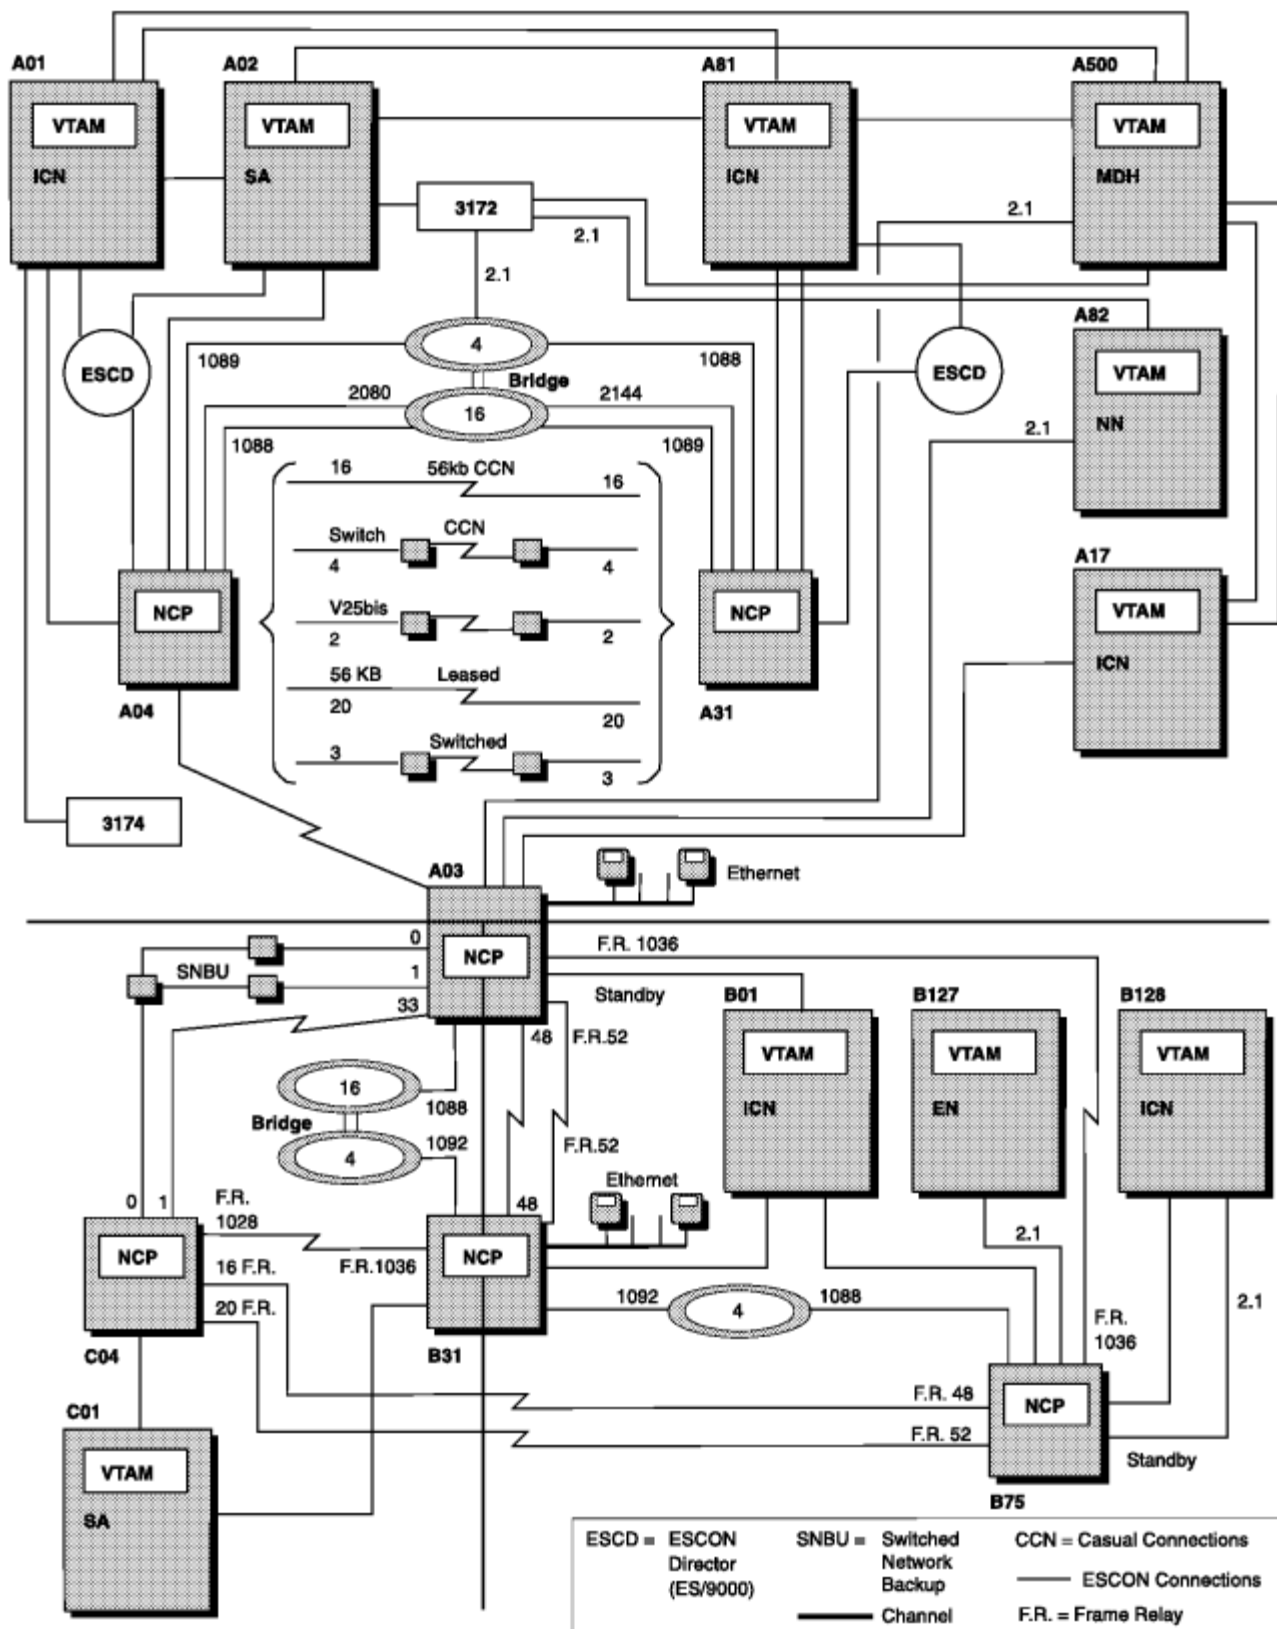 A01
A02
A81
A500
VTAM
VTAM
VTAM
VTAM
ICN
SA
ICN
MDH
3172
2.1
2.1
2.1
A82
4
1089
1088
ESCD
ESCD
VTAM
Bridge
2080
2144
16
NN
2.1
1088
1089
16
56kb CCN
16
Switch
CCN
4
4
A17
NCP
V25bis
NCP
VTAM
2
2
ICN
56 KB
Leased
20
20
A04
A31
Switched
3
3
3174
A03
Ethernet
0
F.R. 1036
NCP
SNBU
1
Standby
B01
B127
B128
33
48
F.R.52
VTAM
VTAM
VTAM
16
1088
ICN
EN
ICN
Bridge
1092
F.R.52
4
Ethernet
0
1
F.R.
1028
48
2.1
NCP
NCP
F.R.1036
16 F.R.
1092
1088
4
2.1
20 F.R.
F.R.
1036
C04
B31
F.R. 48
NCP
C01
F.R. 52
VTAM
Standby
B75
SA
ESCD = ESCON Director (ES/9000)
SNBU = Switched Network Backup
Channel
CCN = Casual Connections
ESCON Connections
F.R. = Frame Relay